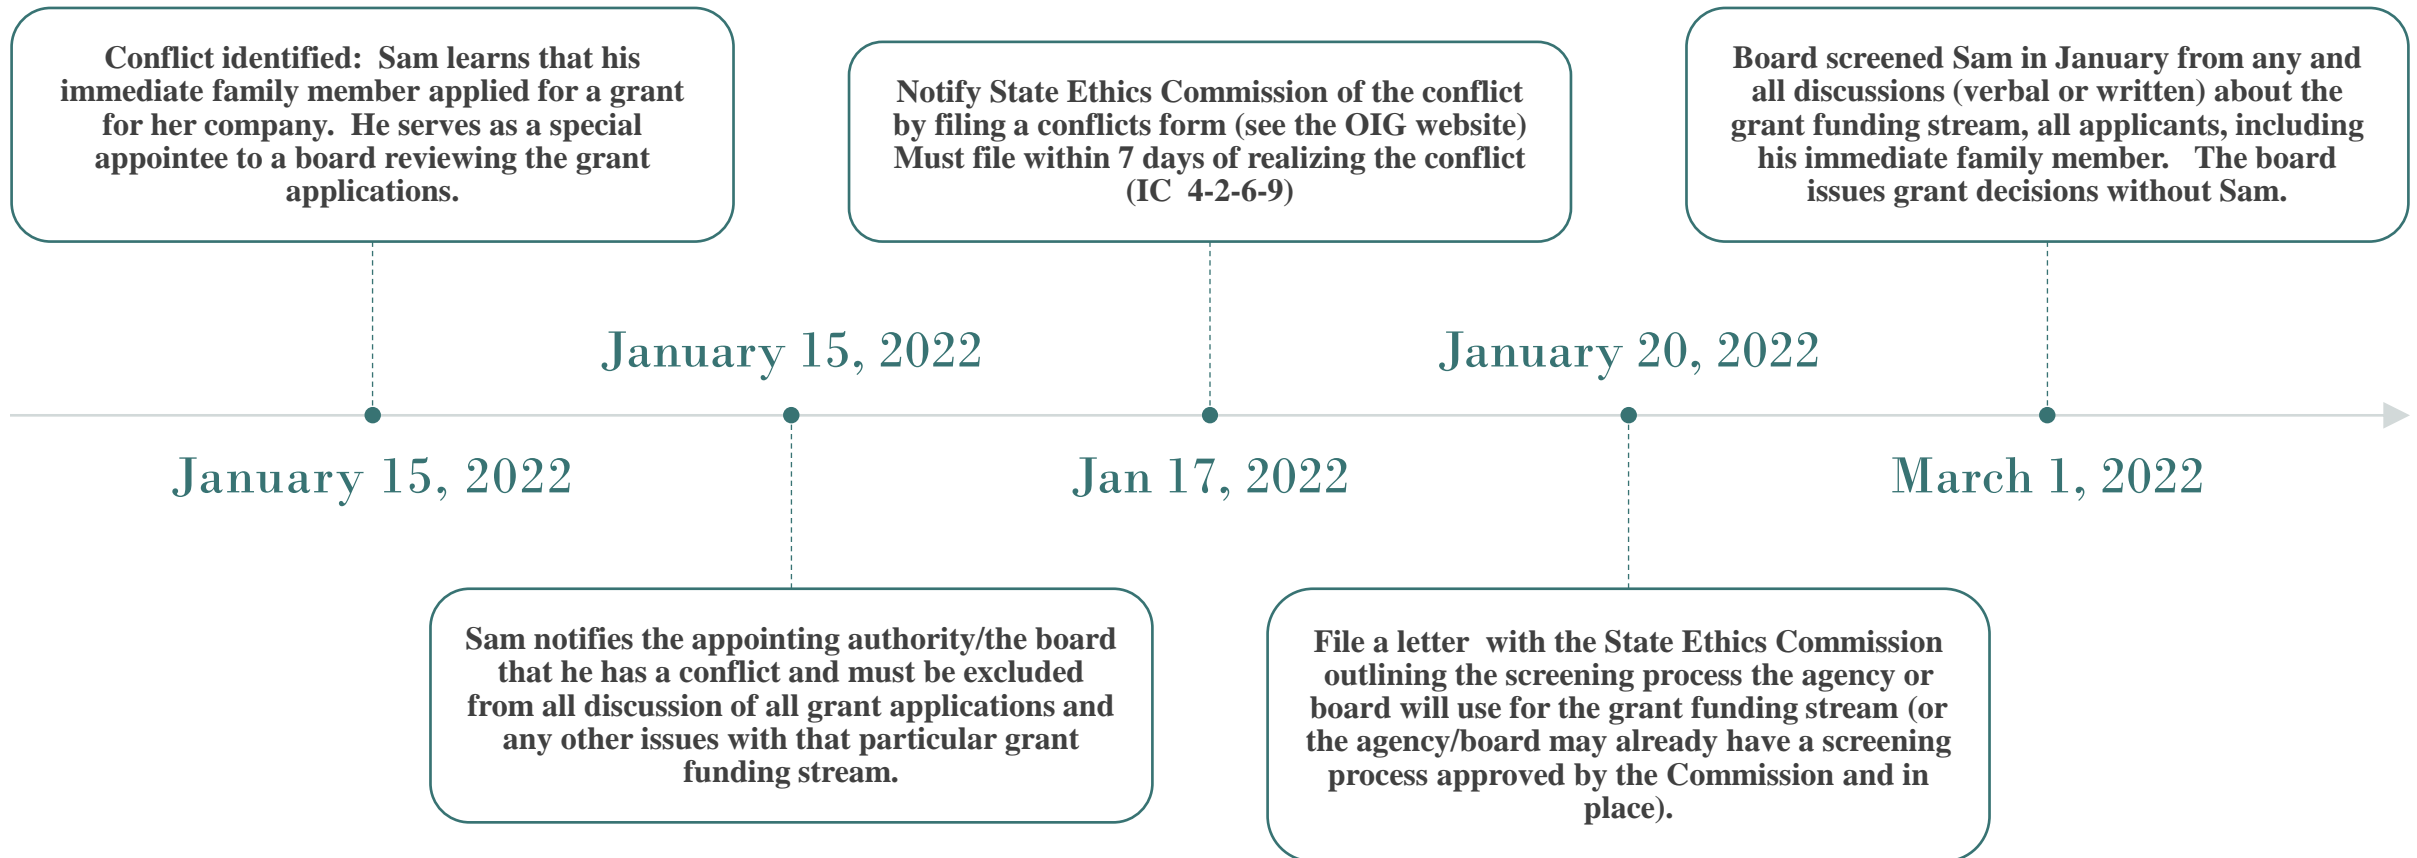 Conflict identified:  Sam learns that his
immediate family member applied for a grant
for her company.  He serves as a special
appointee to a board reviewing the grant
applications.
January 15, 2022
January 15, 2022
Sam notifies the appointing authority/the board
that he has a conflict and must be excluded
from all discussion of all grant applications and
any other issues with that particular grant
funding stream.
Notify State Ethics Commission of the conflict
by filing a conflicts form (see the OIG website)
Must file within 7 days of realizing the conflict
(IC  4-2-6-9)
Jan 17, 2022
January 20, 2022
File a letter  with the State Ethics Commission
outlining the screening process the agency or
board will use for the grant funding stream (or
the agency/board may already have a screening
process approved by the Commission and in
place).
Board screened Sam in January from any and
all discussions (verbal or written) about the
grant funding stream, all applicants, including
his immediate family member.   The board
issues grant decisions without Sam.
March 1, 2022